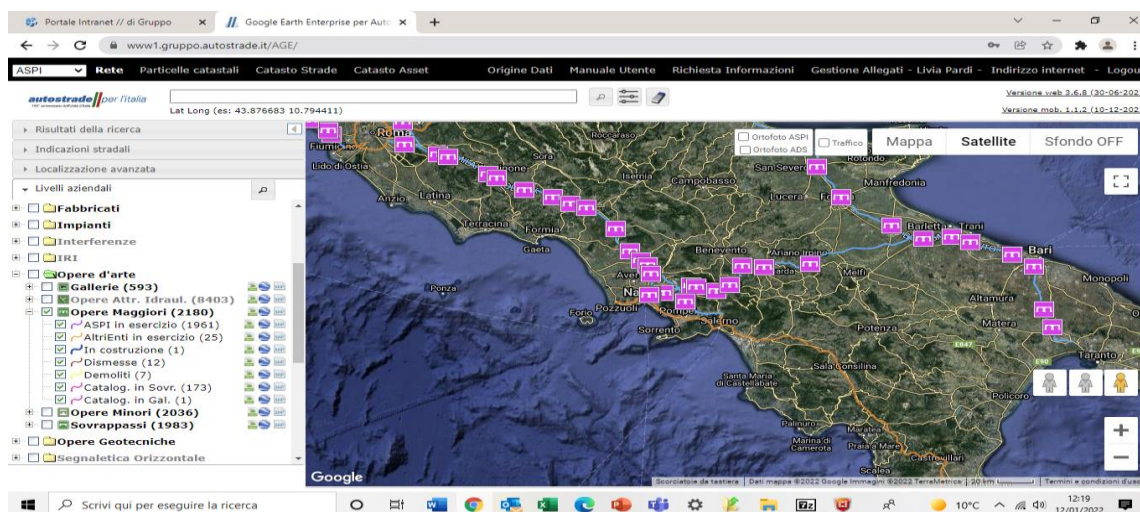 Portale Intranet // di Gruppo
Google Earth Enterprise per Auto
www1.gruppo.autostrade.it/AGE/
ASPI Rete Particelle catastali Catasto Strade Catasto Asset Origine Dati Manuale Utente Richiesta Informazioni Gestione Allegati - Livia Pardi - Indirizzo internet - Logou
autostrade per l'italia
Versione web 3.6.8 (30-06-202
Lat Long (es: 43.876683 10.794411)
Versione mob. 1.1.2 (10-12-202
Risultati della ricerca
Indicazioni stradali
Localizzazione avanzata
Livelli aziendali
Fabbricati
Impianti
Interferenze
IRI
Opere d'arte
Gallerie (593)
Opere Attr. Idraul. (8403)
Opere Maggiori (2180)
ASPI in esercizio (1961)
AltriEnti in esercizio (25)
In costruzione (1)
Dismesse (12)
Demoliti (7)
Catalog. in Sovr. (173)
Catalog. in Gal. (1)
Opere Minori (2036)
Sovrappassi (1983)
Opere Geotecniche
Segnaletica Orizzontale
Ortofoto ASPI
Ortofoto ADS
Traffico
Mappa
Satellite
Sfondo OFF
Roma
Fiumicino
Lido di Ostia
Anzio
Latina
Sora
Roccaraso
Isernia
Campobasso
San Severo
Rotondo
Manfredonia
Lucera
Terracina
Formia
Gaeta
Ponza
Benevento
Ariano Irpino
Melfi
Barletta
Trani
Bari
Monopoli
Altamura
Matera
Forio
Pozzuoli
Pompei
Sorrento
Salerno
Potenza
E847
E90
Taranto
Santa Maria di Castellabate
Sala Consilina
Policoro
Palinuro
Marina di Camerota
Maratea
Praia a Mare
Castrovillari
Scalea
Google
Scorciatoie da tastiera
Dati mappa ©2022 Google Immagini ©2022 TerraMetrica
20 km
Termini e condizioni d'uso
Scrivi qui per eseguire la ricerca
10°C
12:19
12/01/2022